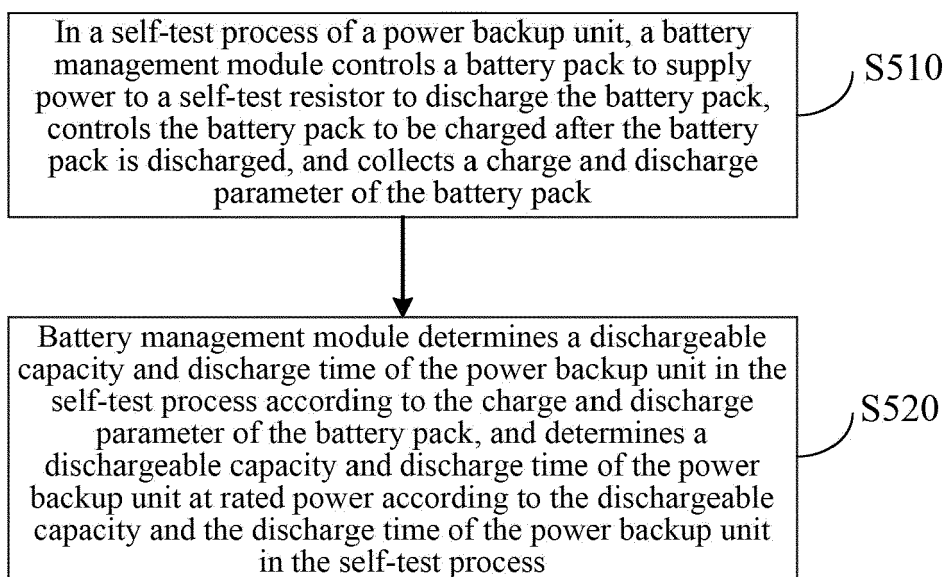 In a self-test process of a power backup unit, a battery
management module controls a battery pack to supply
power to a self-test resistor to discharge the battery pack,
controls the battery pack to be charged after the battery
pack is discharged, and collects a charge and discharge
parameter of the battery pack
S510
Battery management module determines a dischargeable
capacity and discharge time of the power backup unit in the
self-test process according to the charge and discharge
parameter of the battery pack, and determines a
dischargeable capacity and discharge time of the power
backup unit at rated power according to the dischargeable
capacity and the discharge time of the power backup unit
in the self-test process
S520